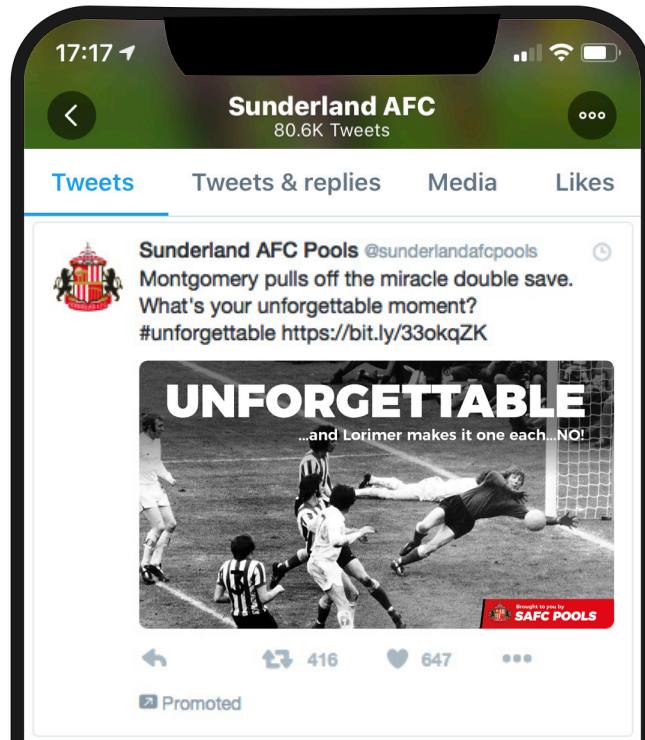 17:17
Sunderland AFC
80.6K Tweets
Tweets
Tweets & replies
Media
Likes
Sunderland AFC Pools @sunderlandafcpools
Montgomery pulls off the miracle double save.
What's your unforgettable moment?
#unforgettable https://bit.ly/33okqZK
UNFORGETTABLE
...and Lorimer makes it one each...NO!
Brought to you by
SAFC POOLS
416
647
Promoted